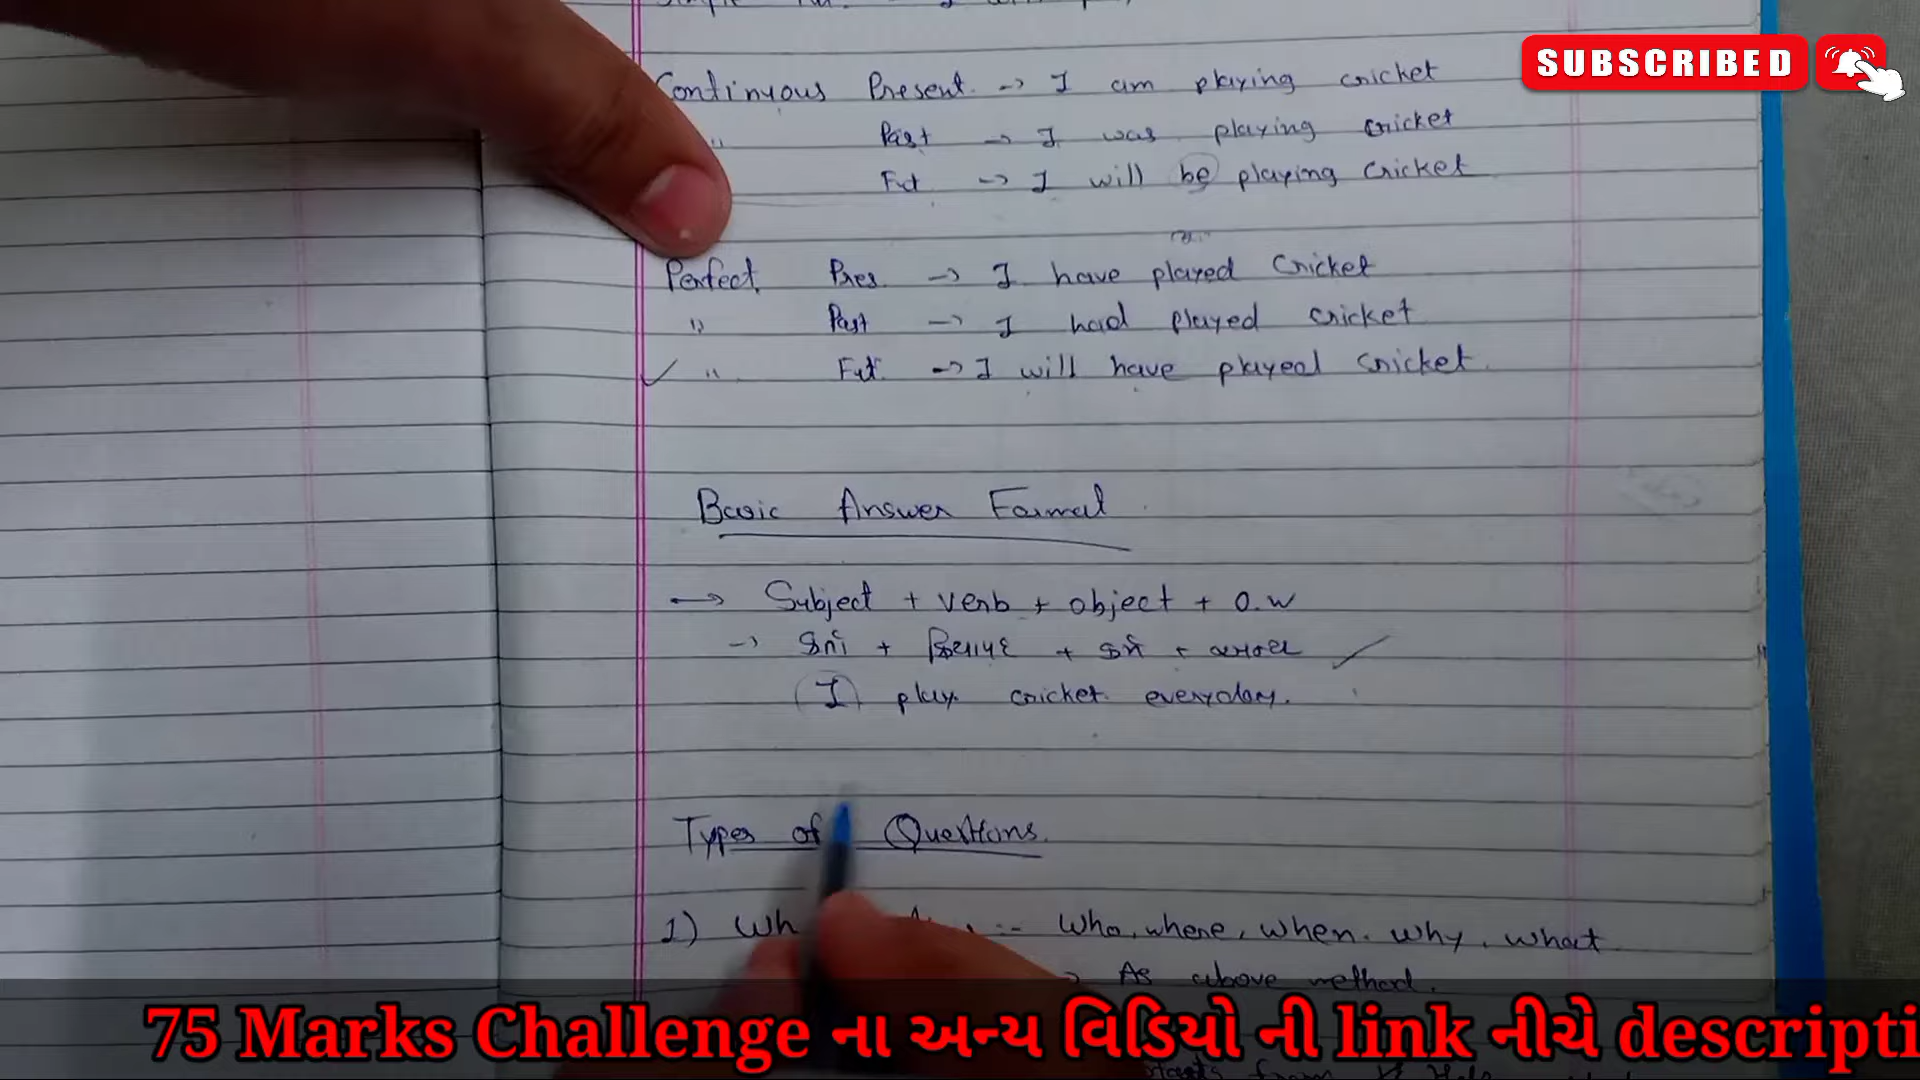 Continuous Present -> I am playing cricket
SUBSCRIBED
" Past -> I was playing cricket
Fut -> I will be playing cricket
Perfect. Pres -> I have played Cricket
" Past -> I had played cricket
" Fut -> I will have played cricket.
Basic Answer Format
-> Subject + verb + object + O.W
-> કર્તા + ક્રિયાપદ + કર્મ +
I play cricket everyday.
Types of Questions.
1) Wh :- Who, where, when, why, what
-> As above method.
75 Marks Challenge ના અન્ય વિડિયો ની link નીચે descripti